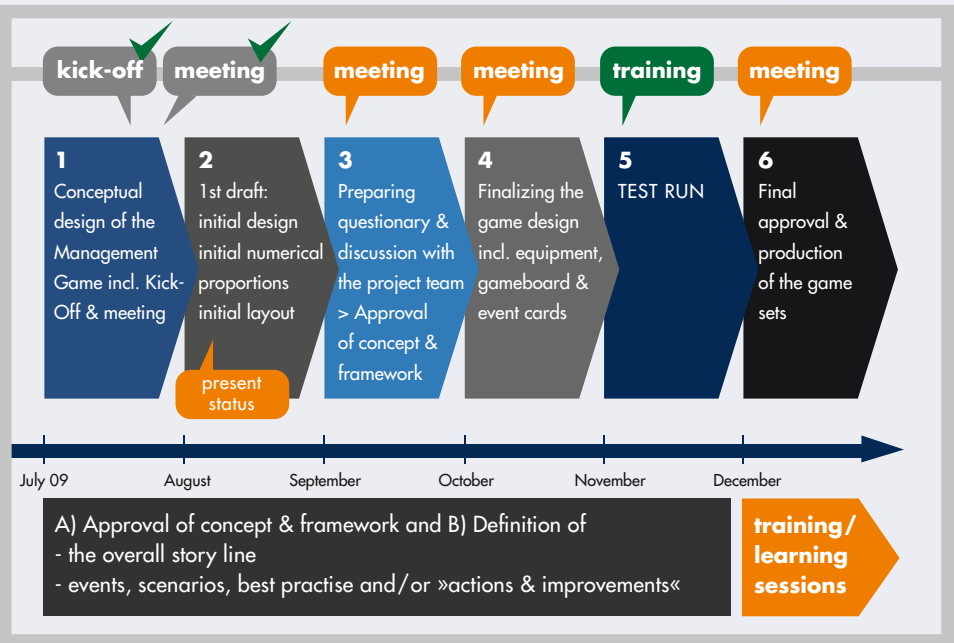 kick-off
meeting
meeting
meeting
training
meeting
1
Conceptual
design of the
Management
Game incl. Kick-
Off & meeting
2
1st draft:
initial design
initial numerical
proportions
initial layout
present
status
3
Preparing
questionary &
discussion with
the project team
> Approval
of concept &
framework
4
Finalizing the
game design
incl. equipment,
gameboard &
event cards
5
TEST RUN
6
Final
approval &
production
of the game
sets
July 09
August
September
October
November
December
A) Approval of concept & framework and B) Definition of
- the overall story line
- events, scenarios, best practise and/or »actions & improvements«
training/
learning
sessions